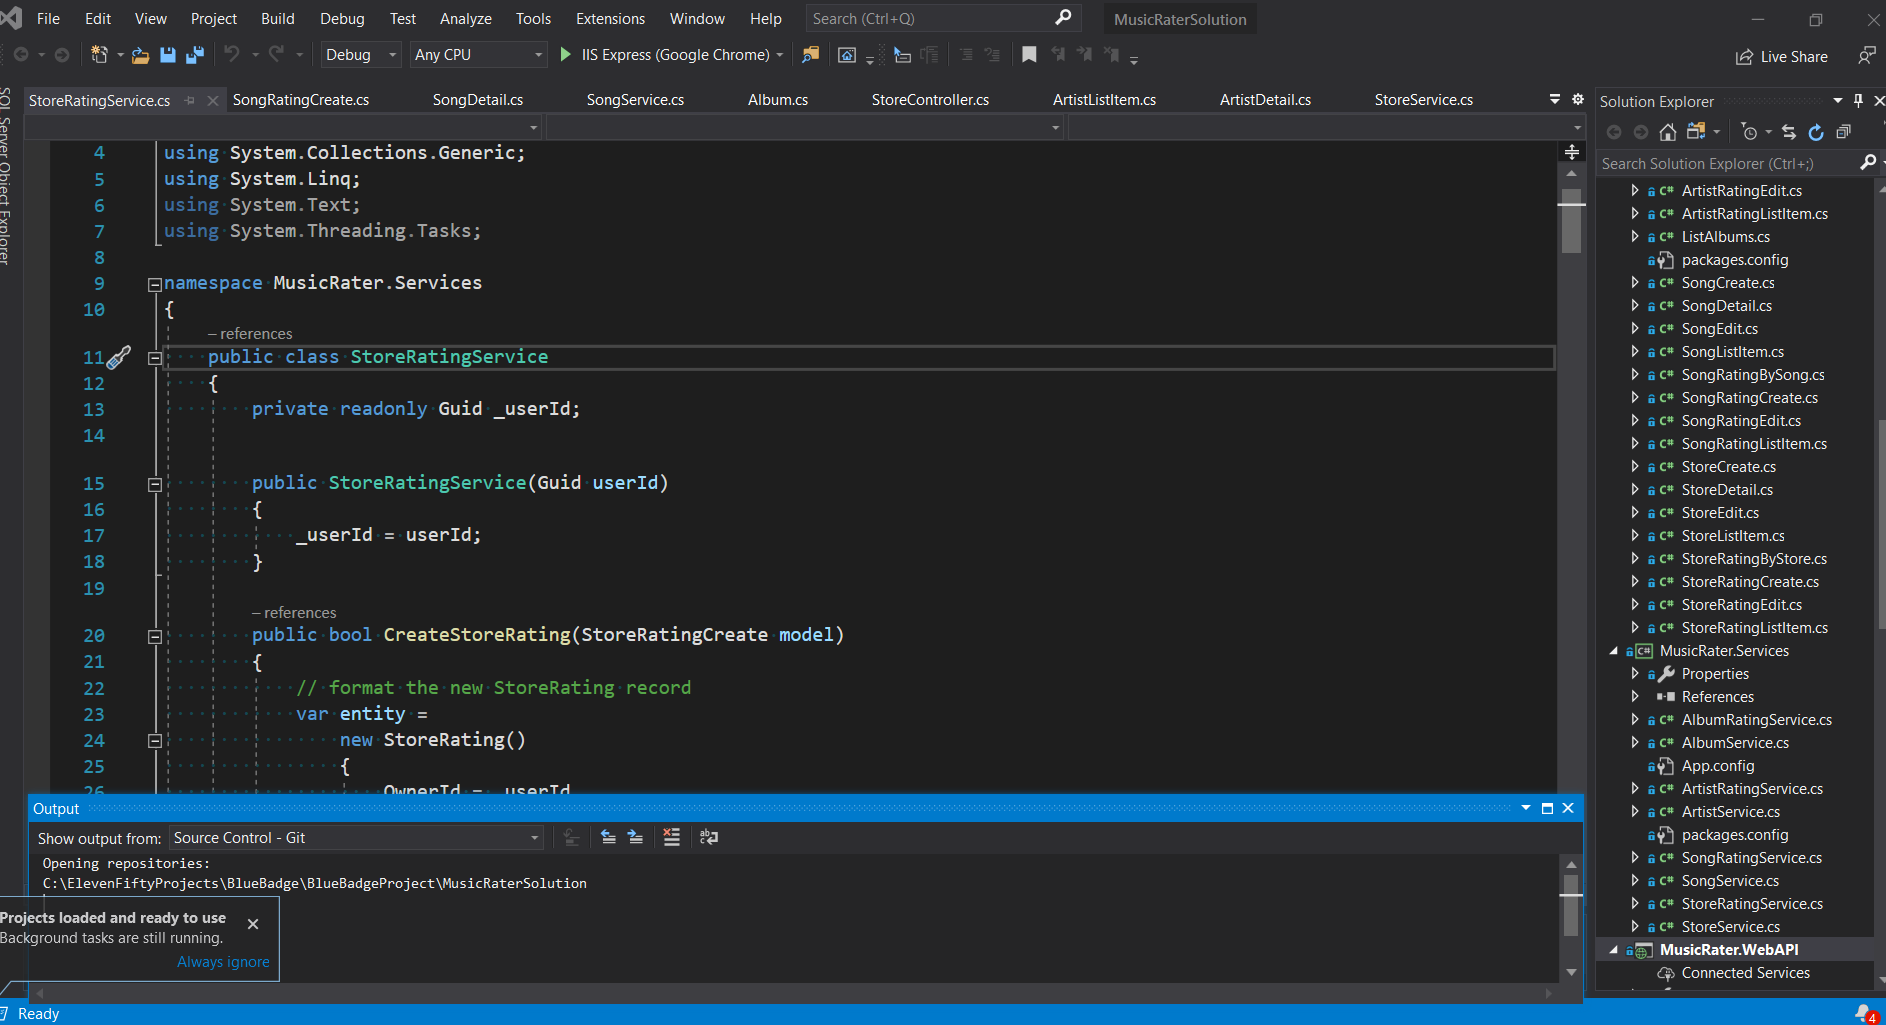 File Edit View Project Build Debug Test Analyze Tools Extensions Window Help Search (Ctrl+Q) MusicRaterSolution
Debug Any CPU IIS Express (Google Chrome) Live Share
SQL Server Object Explorer
StoreRatingService.cs SongRatingCreate.cs SongDetail.cs SongService.cs Album.cs StoreController.cs ArtistListItem.cs ArtistDetail.cs StoreService.cs
4 using System.Collections.Generic;
5 using System.Linq;
6 using System.Text;
7 using System.Threading.Tasks;
8
9 namespace MusicRater.Services
10 {
– references
11 public class StoreRatingService
12 {
13 private readonly Guid _userId;
14
15 public StoreRatingService(Guid userId)
16 {
17 _userId = userId;
18 }
19
– references
20 public bool CreateStoreRating(StoreRatingCreate model)
21 {
22 // format the new StoreRating record
23 var entity =
24 new StoreRating()
25 {
26 OwnerId = _userId
Output
Show output from: Source Control - Git
Opening repositories:
C:\ElevenFiftyProjects\BlueBadge\BlueBadgeProject\MusicRaterSolution
Projects loaded and ready to use
Background tasks are still running.
Always ignore
Solution Explorer
Search Solution Explorer (Ctrl+;)
C# ArtistRatingEdit.cs
C# ArtistRatingListItem.cs
C# ListAlbums.cs
packages.config
C# SongCreate.cs
C# SongDetail.cs
C# SongEdit.cs
C# SongListItem.cs
C# SongRatingBySong.cs
C# SongRatingCreate.cs
C# SongRatingEdit.cs
C# SongRatingListItem.cs
C# StoreCreate.cs
C# StoreDetail.cs
C# StoreEdit.cs
C# StoreListItem.cs
C# StoreRatingByStore.cs
C# StoreRatingCreate.cs
C# StoreRatingEdit.cs
C# StoreRatingListItem.cs
C# MusicRater.Services
Properties
References
C# AlbumRatingService.cs
C# AlbumService.cs
App.config
C# ArtistRatingService.cs
C# ArtistService.cs
packages.config
C# SongRatingService.cs
C# SongService.cs
C# StoreRatingService.cs
C# StoreService.cs
MusicRater.WebAPI
Connected Services
Ready
4